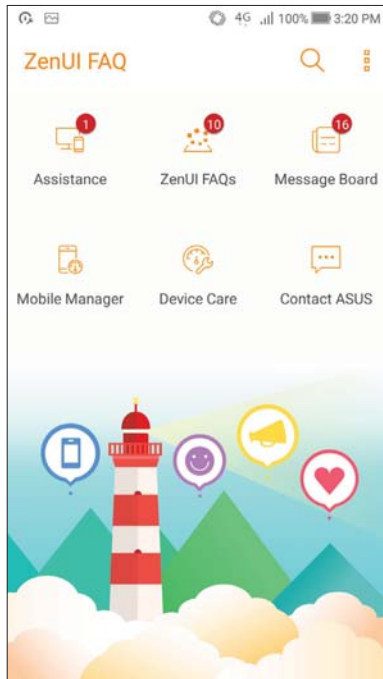 4G 100% 3:20 PM
ZenUI FAQ
1 10 16
Assistance ZenUI FAQs Message Board
Mobile Manager Device Care Contact ASUS